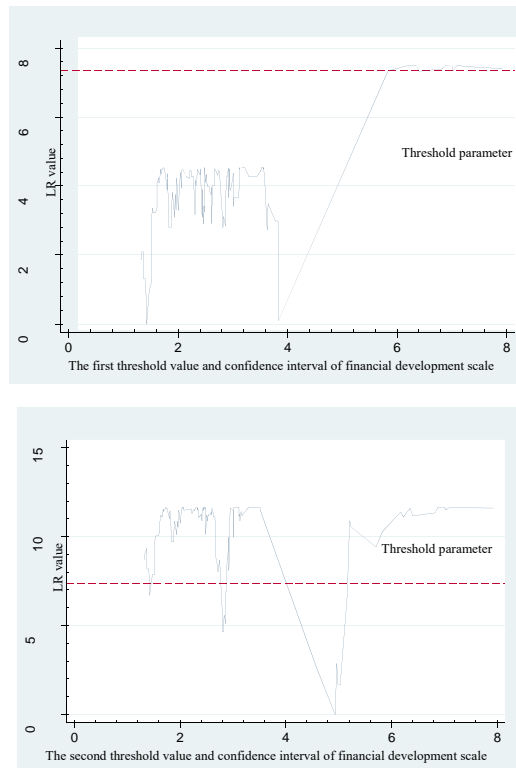 8
6
4
2
0
LR value
Threshold parameter
0 2 4 6 8
The first threshold value and confidence interval of financial development scale
15
10
5
0
LR value
Threshold parameter
0 2 4 6 8
The second threshold value and confidence interval of financial development scale